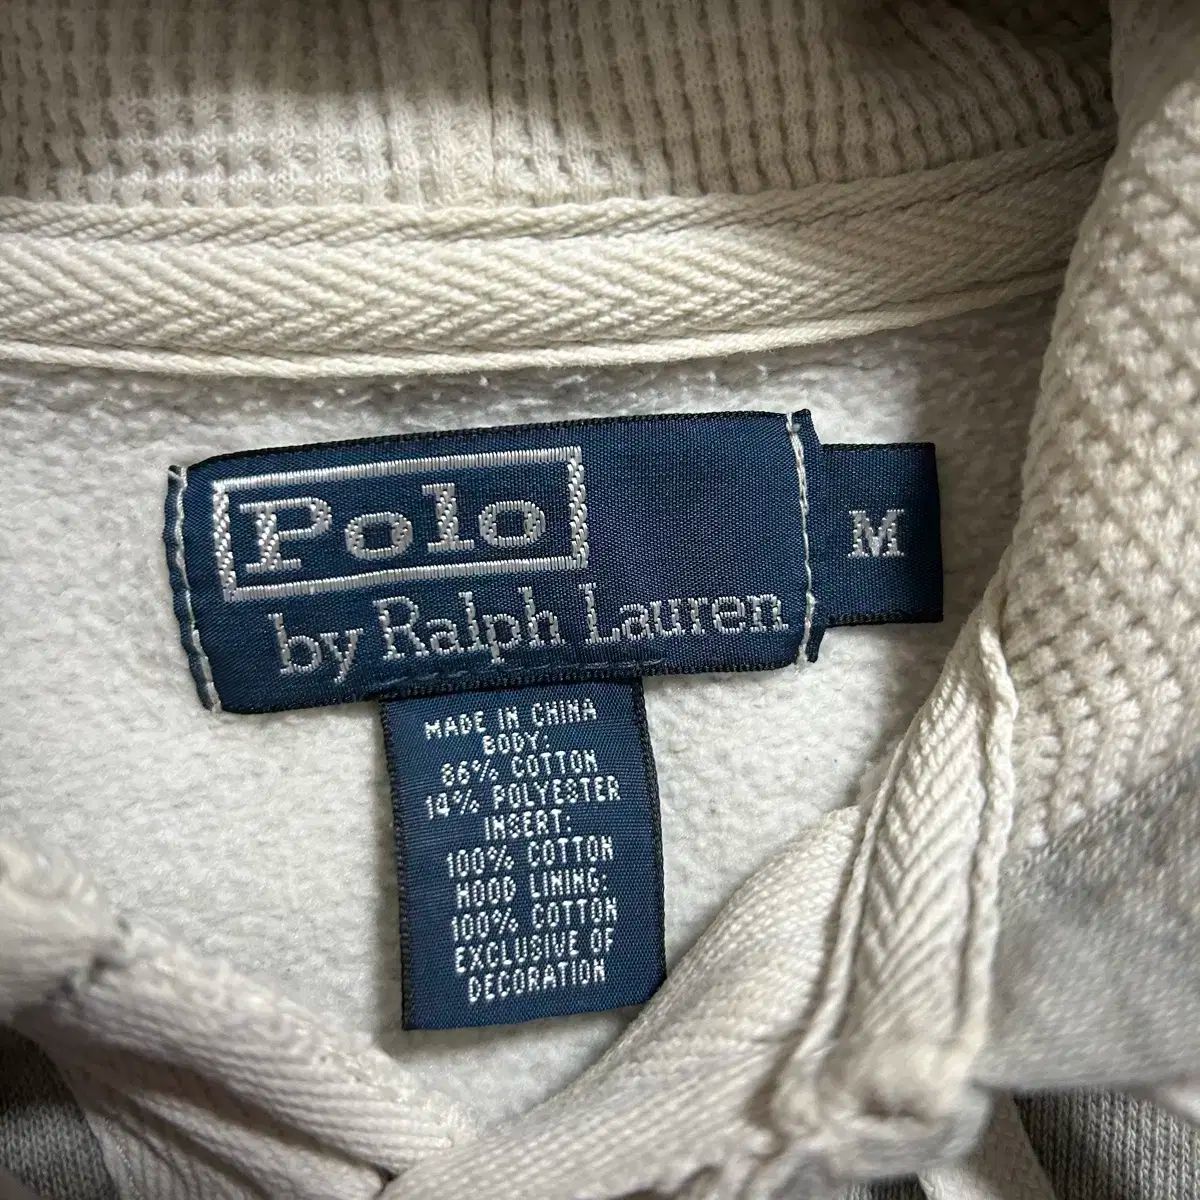 Polo
by Ralph Lauren
M
MADE IN CHINA
BODY:
86% COTTON
14% POLYESTER
INSERT:
100% COTTON
HOOD LINING:
100% COTTON
EXCLUSIVE OF
DECORATION